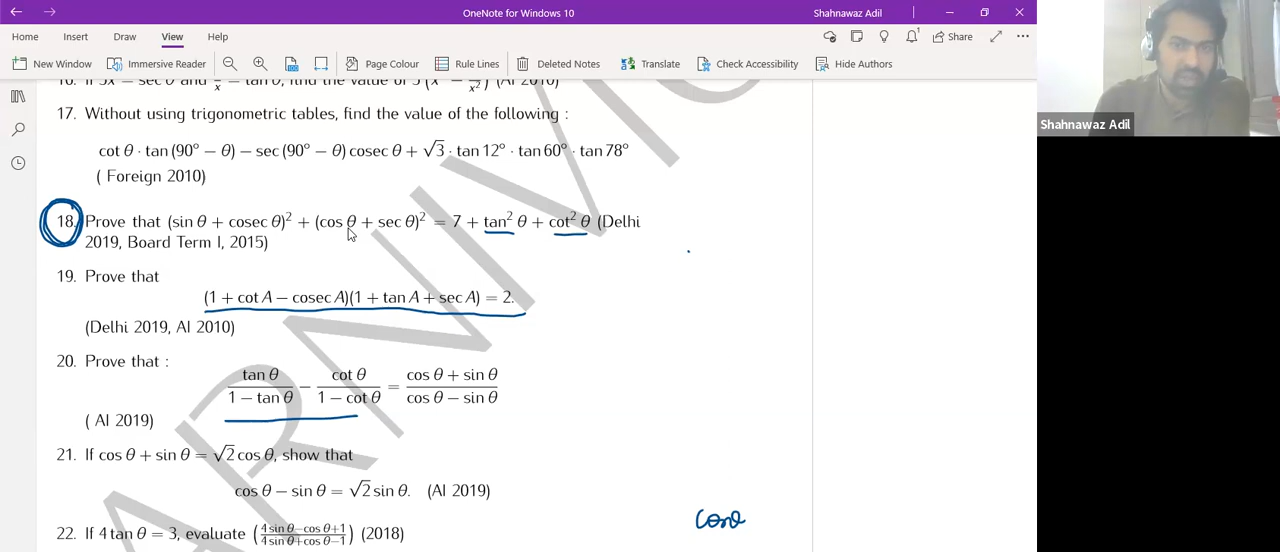 OneNote for Windows 10
Shahnawaz Adil
Home Insert Draw View Help Share
New Window Immersive Reader Page Colour Rule Lines Deleted Notes Translate Check Accessibility Hide Authors
17. Without using trigonometric tables, find the value of the following :
cot θ · tan (90° − θ) − sec (90° − θ) cosec θ + √3 · tan 12° · tan 60° · tan 78°
( Foreign 2010)
18. Prove that (sin θ + cosec θ)² + (cos θ + sec θ)² = 7 + tan² θ + cot² θ (Delhi
2019, Board Term I, 2015)
19. Prove that
(1 + cot A − cosec A)(1 + tan A + sec A) = 2.
(Delhi 2019, AI 2010)
20. Prove that :
tan θ / (1 − tan θ) − cot θ / (1 − cot θ) = (cos θ + sin θ) / (cos θ − sin θ)
( AI 2019)
21. If cos θ + sin θ = √2 cos θ, show that
cos θ − sin θ = √2 sin θ. (AI 2019)
22. If 4 tan θ = 3, evaluate ((4 sin θ − cos θ + 1) / (4 sin θ + cos θ − 1)) (2018)
cosθ
ARNIV
Shahnawaz Adil